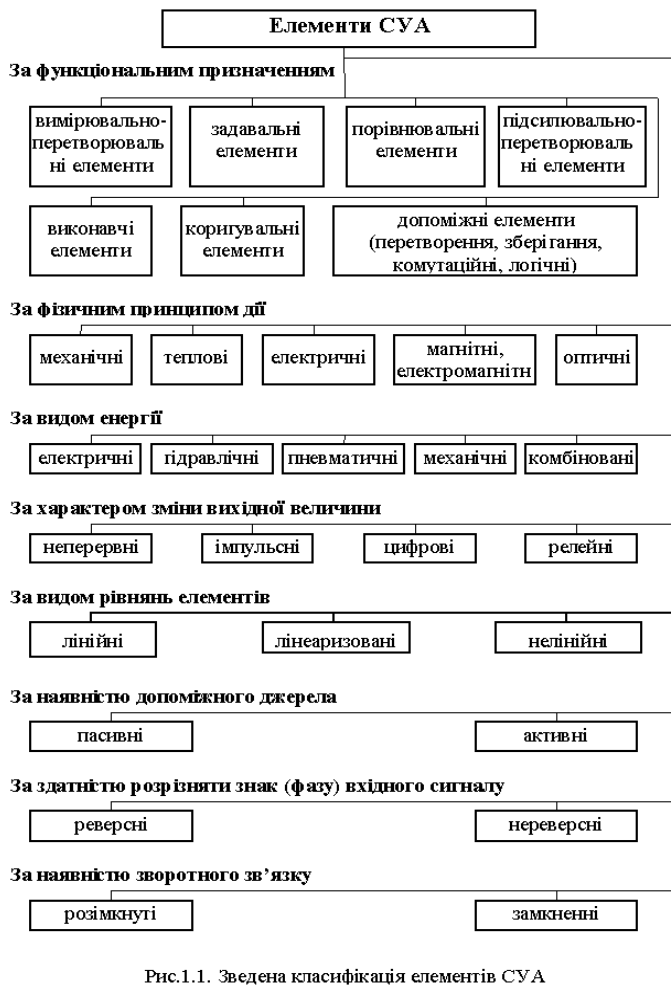 Елементи СУА
За функціональним призначенням
вимірювально-
перетворюваль
ні елементи
задавальні
елементи
порівнювальні
елементи
підсилювально-
перетворюваль
ні елементи
виконавчі
елементи
коригувальні
елементи
допоміжні елементи
(перетворення, зберігання,
комутаційні, логічні)
За фізичним принципом дії
механічні
теплові
електричні
магнітні,
електромагнітн
оптичні
За видом енергії
електричні
гідравлічні
пневматичні
механічні
комбіновані
За характером зміни вихідної величини
неперервні
імпульсні
цифрові
релейні
За видом рівнянь елементів
лінійні
лінеаризовані
нелінійні
За наявністю допоміжного джерела
пасивні
активні
За здатністю розрізняти знак (фазу) вхідного сигналу
реверсні
нереверсні
За наявністю зворотного зв’язку
розімкнуті
замкненні
Рис.1.1. Зведена класифікація елементів СУА